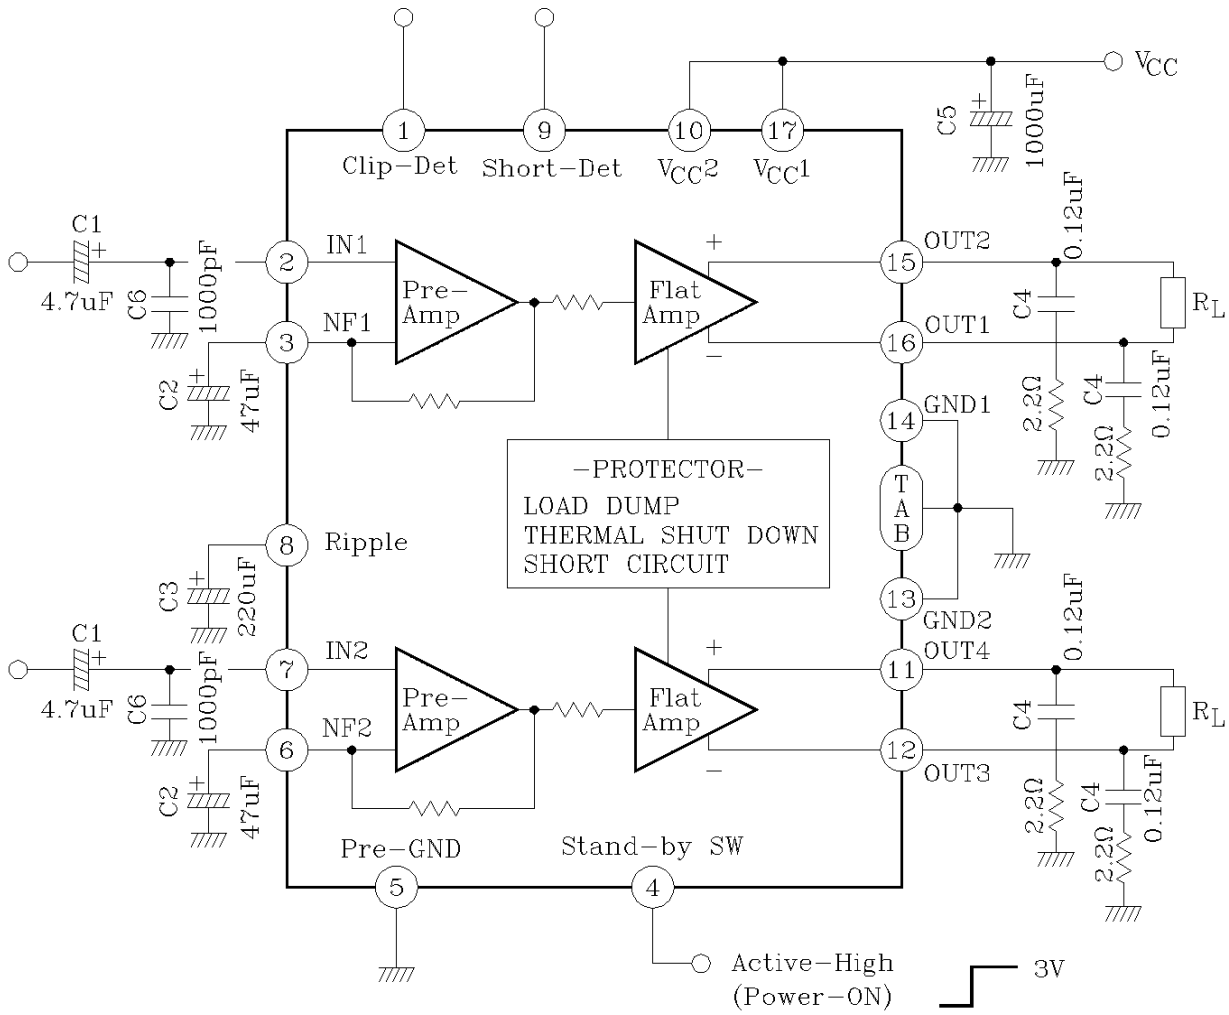 VCC
C5
1000uF
1
9
10
17
Clip-Det
Short-Det
VCC2
VCC1
C1
+
4.7uF
C6
1000pF
2
IN1
Pre-
Amp
Flat
Amp
+
-
15
OUT2
0.12uF
C4
2.2Ω
RL
3
NF1
+
C2
47uF
16
OUT1
C4
0.12uF
2.2Ω
14
GND1
-PROTECTOR-
LOAD DUMP
THERMAL SHUT DOWN
SHORT CIRCUIT
TAB
8
Ripple
+
C3
220uF
13
GND2
C1
+
4.7uF
C6
1000pF
7
IN2
Pre-
Amp
Flat
Amp
+
-
11
OUT4
0.12uF
C4
2.2Ω
RL
6
NF2
+
C2
47uF
12
OUT3
C4
0.12uF
2.2Ω
Pre-GND
Stand-by SW
5
4
Active-High
(Power-ON)
3V
+